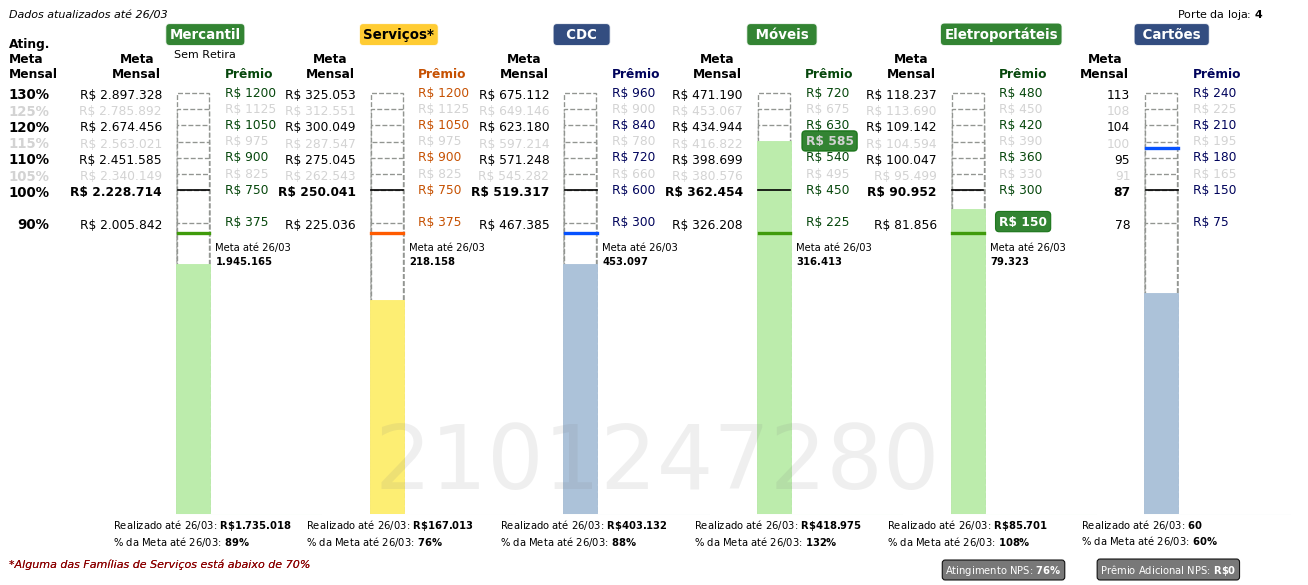 Dados atualizados até 26/03
Porte da loja: 4
Mercantil Serviços* CDC Móveis Eletroportáteis Cartões
Sem Retira
Ating. Meta Mensal
Meta Mensal Prêmio Meta Mensal Prêmio Meta Mensal Prêmio Meta Mensal Prêmio Meta Mensal Prêmio Meta Mensal Prêmio
130% R$ 2.897.328 R$ 1200 R$ 325.053 R$ 1200 R$ 675.112 R$ 960 R$ 471.190 R$ 720 R$ 118.237 R$ 480 113 R$ 240
125% R$ 2.785.892 R$ 1125 R$ 312.551 R$ 1125 R$ 649.146 R$ 900 R$ 453.067 R$ 675 R$ 113.690 R$ 450 108 R$ 225
120% R$ 2.674.456 R$ 1050 R$ 300.049 R$ 1050 R$ 623.180 R$ 840 R$ 434.944 R$ 630 R$ 109.142 R$ 420 104 R$ 210
115% R$ 2.563.021 R$ 975 R$ 287.547 R$ 975 R$ 597.214 R$ 780 R$ 416.822 R$ 585 R$ 104.594 R$ 390 100 R$ 195
110% R$ 2.451.585 R$ 900 R$ 275.045 R$ 900 R$ 571.248 R$ 720 R$ 398.699 R$ 540 R$ 100.047 R$ 360 95 R$ 180
105% R$ 2.340.149 R$ 825 R$ 262.543 R$ 825 R$ 545.282 R$ 660 R$ 380.576 R$ 495 R$ 95.499 R$ 330 91 R$ 165
100% R$ 2.228.714 R$ 750 R$ 250.041 R$ 750 R$ 519.317 R$ 600 R$ 362.454 R$ 450 R$ 90.952 R$ 300 87 R$ 150
90% R$ 2.005.842 R$ 375 R$ 225.036 R$ 375 R$ 467.385 R$ 300 R$ 326.208 R$ 225 R$ 81.856 R$ 150 78 R$ 75
Meta até 26/03 Meta até 26/03 Meta até 26/03 Meta até 26/03 Meta até 26/03
1.945.165 218.158 453.097 316.413 79.323
2101247280
Realizado até 26/03: R$1.735.018 Realizado até 26/03: R$167.013 Realizado até 26/03: R$403.132 Realizado até 26/03: R$418.975 Realizado até 26/03: R$85.701 Realizado até 26/03: 60
% da Meta até 26/03: 89% % da Meta até 26/03: 76% % da Meta até 26/03: 88% % da Meta até 26/03: 132% % da Meta até 26/03: 108% % da Meta até 26/03: 60%
*Alguma das Famílias de Serviços está abaixo de 70%
Atingimento NPS: 76% Prêmio Adicional NPS: R$0